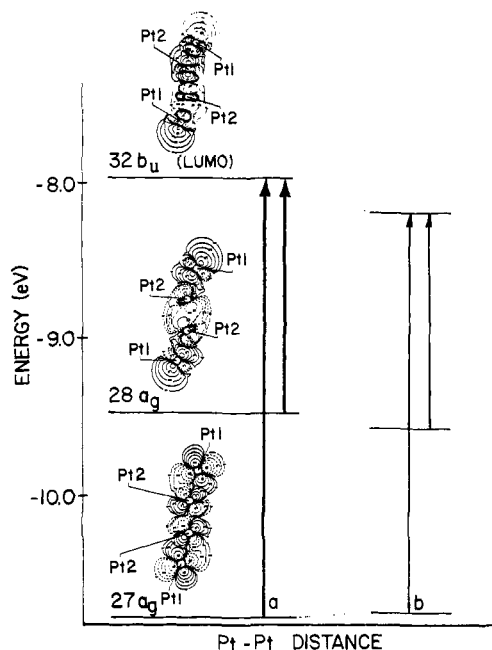 Pt2
Pt1
Pt1
Pt2
32 bu (LUMO)
-8.0
Pt1
Pt2
ENERGY (eV)
-9.0
Pt2
Pt1
28 ag
Pt1
-10.0
Pt2
Pt2
Pt1
27 ag
a
b
Pt-Pt DISTANCE